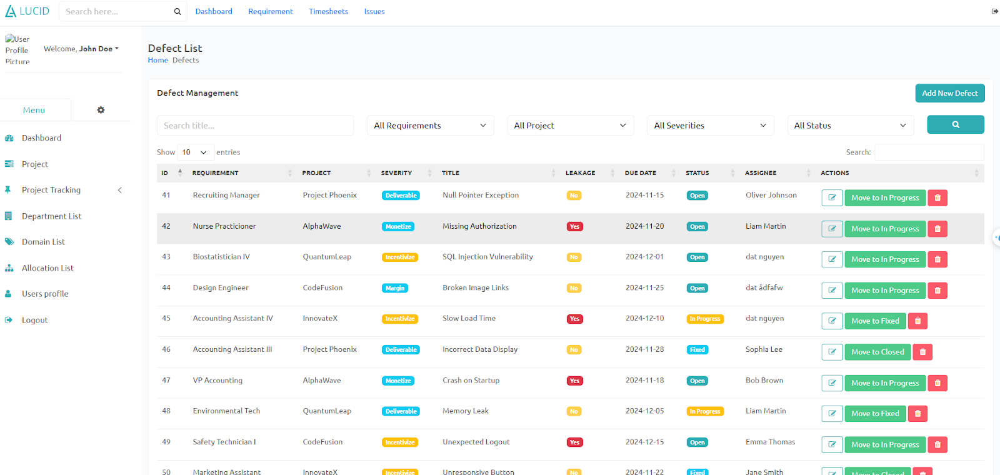 LUCID Search here... Dashboard Requirement Timesheets Issues
User Profile Picture
Welcome, John Doe
Menu
Dashboard
Project
Project Tracking
Department List
Domain List
Allocation List
Users profile
Logout
Defect List
Home Defects
Defect Management Add New Defect
Search title... All Requirements All Project All Severities All Status
Show 10 entries Search:
ID REQUIREMENT PROJECT SEVERITY TITLE LEAKAGE DUE DATE STATUS ASSIGNEE ACTIONS
41 Recruiting Manager Project Phoenix Deliverable Null Pointer Exception No 2024-11-15 Open Oliver Johnson Move to In Progress
42 Nurse Practicioner AlphaWave Monetize Missing Authorization Yes 2024-11-20 Open Liam Martin Move to In Progress
43 Biostatistician IV QuantumLeap Incentivize SQL Injection Vulnerability No 2024-12-01 Open dat nguyen Move to In Progress
44 Design Engineer CodeFusion Margin Broken Image Links No 2024-11-25 Open dat ădfafw Move to In Progress
45 Accounting Assistant IV InnovateX Incentivize Slow Load Time Yes 2024-12-10 In Progress dat nguyen Move to Fixed
46 Accounting Assistant III Project Phoenix Deliverable Incorrect Data Display No 2024-11-28 Fixed Sophia Lee Move to Closed
47 VP Accounting AlphaWave Monetize Crash on Startup Yes 2024-11-18 Open Bob Brown Move to In Progress
48 Environmental Tech QuantumLeap Deliverable Memory Leak No 2024-12-05 In Progress Liam Martin Move to Fixed
49 Safety Technician I CodeFusion Incentivize Unexpected Logout Yes 2024-12-15 Open Emma Thomas Move to In Progress
50 Marketing Assistant InnovateX Incentivize Unresponsive Button No 2024-11-22 Fixed Jane Smith Move to Closed